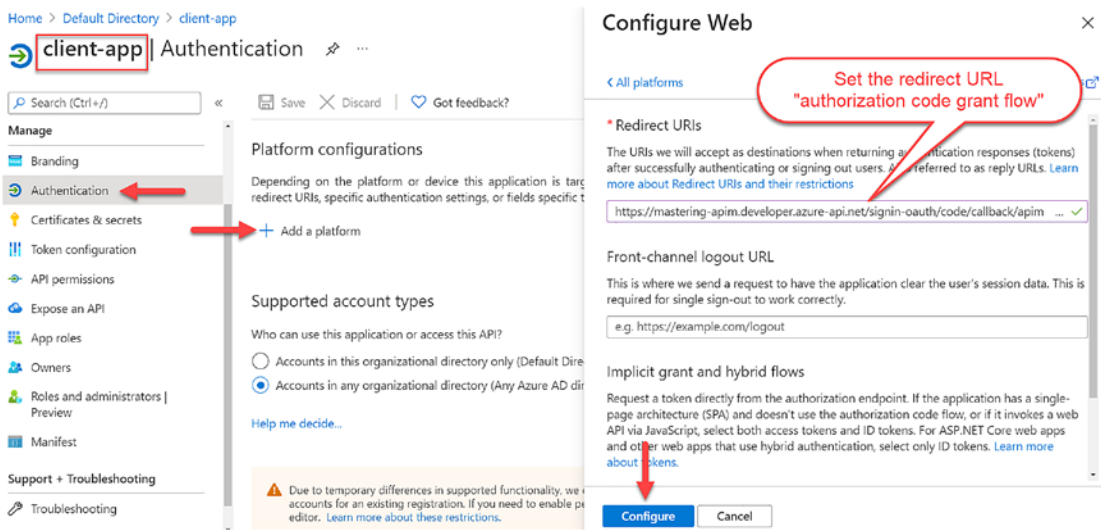 Home > Default Directory > client-app
client-app | Authentication
Search (Ctrl+/)
Manage
Branding
Authentication
Certificates & secrets
Token configuration
API permissions
Expose an API
App roles
Owners
Roles and administrators |
Preview
Manifest
Support + Troubleshooting
Troubleshooting
Save Discard | Got feedback?
Platform configurations
Depending on the platform or device this application is targ
redirect URIs, specific authentication settings, or fields specific t
+ Add a platform
Supported account types
Who can use this application or access this API?
Accounts in this organizational directory only (Default Dire
Accounts in any organizational directory (Any Azure AD dir
Help me decide...
Due to temporary differences in supported functionality, we
accounts for an existing registration. If you need to enable pe
editor. Learn more about these restrictions.
Configure Web
All platforms
Set the redirect URL
"authorization code grant flow"
* Redirect URIs
The URIs we will accept as destinations when returning authentication responses (tokens)
after successfully authenticating or signing out users. referred to as reply URLs. Learn
more about Redirect URIs and their restrictions
https://mastering-apim.developer.azure-api.net/signin-oauth/code/callback/apim ...
Front-channel logout URL
This is where we send a request to have the application clear the user's session data. This is
required for single sign-out to work correctly.
e.g. https://example.com/logout
Implicit grant and hybrid flows
Request a token directly from the authorization endpoint. If the application has a single-
page architecture (SPA) and doesn't use the authorization code flow, or if it invokes a web
API via JavaScript, select both access tokens and ID tokens. For ASP.NET Core web apps
and other web apps that use hybrid authentication, select only ID tokens. Learn more
about tokens.
Configure Cancel